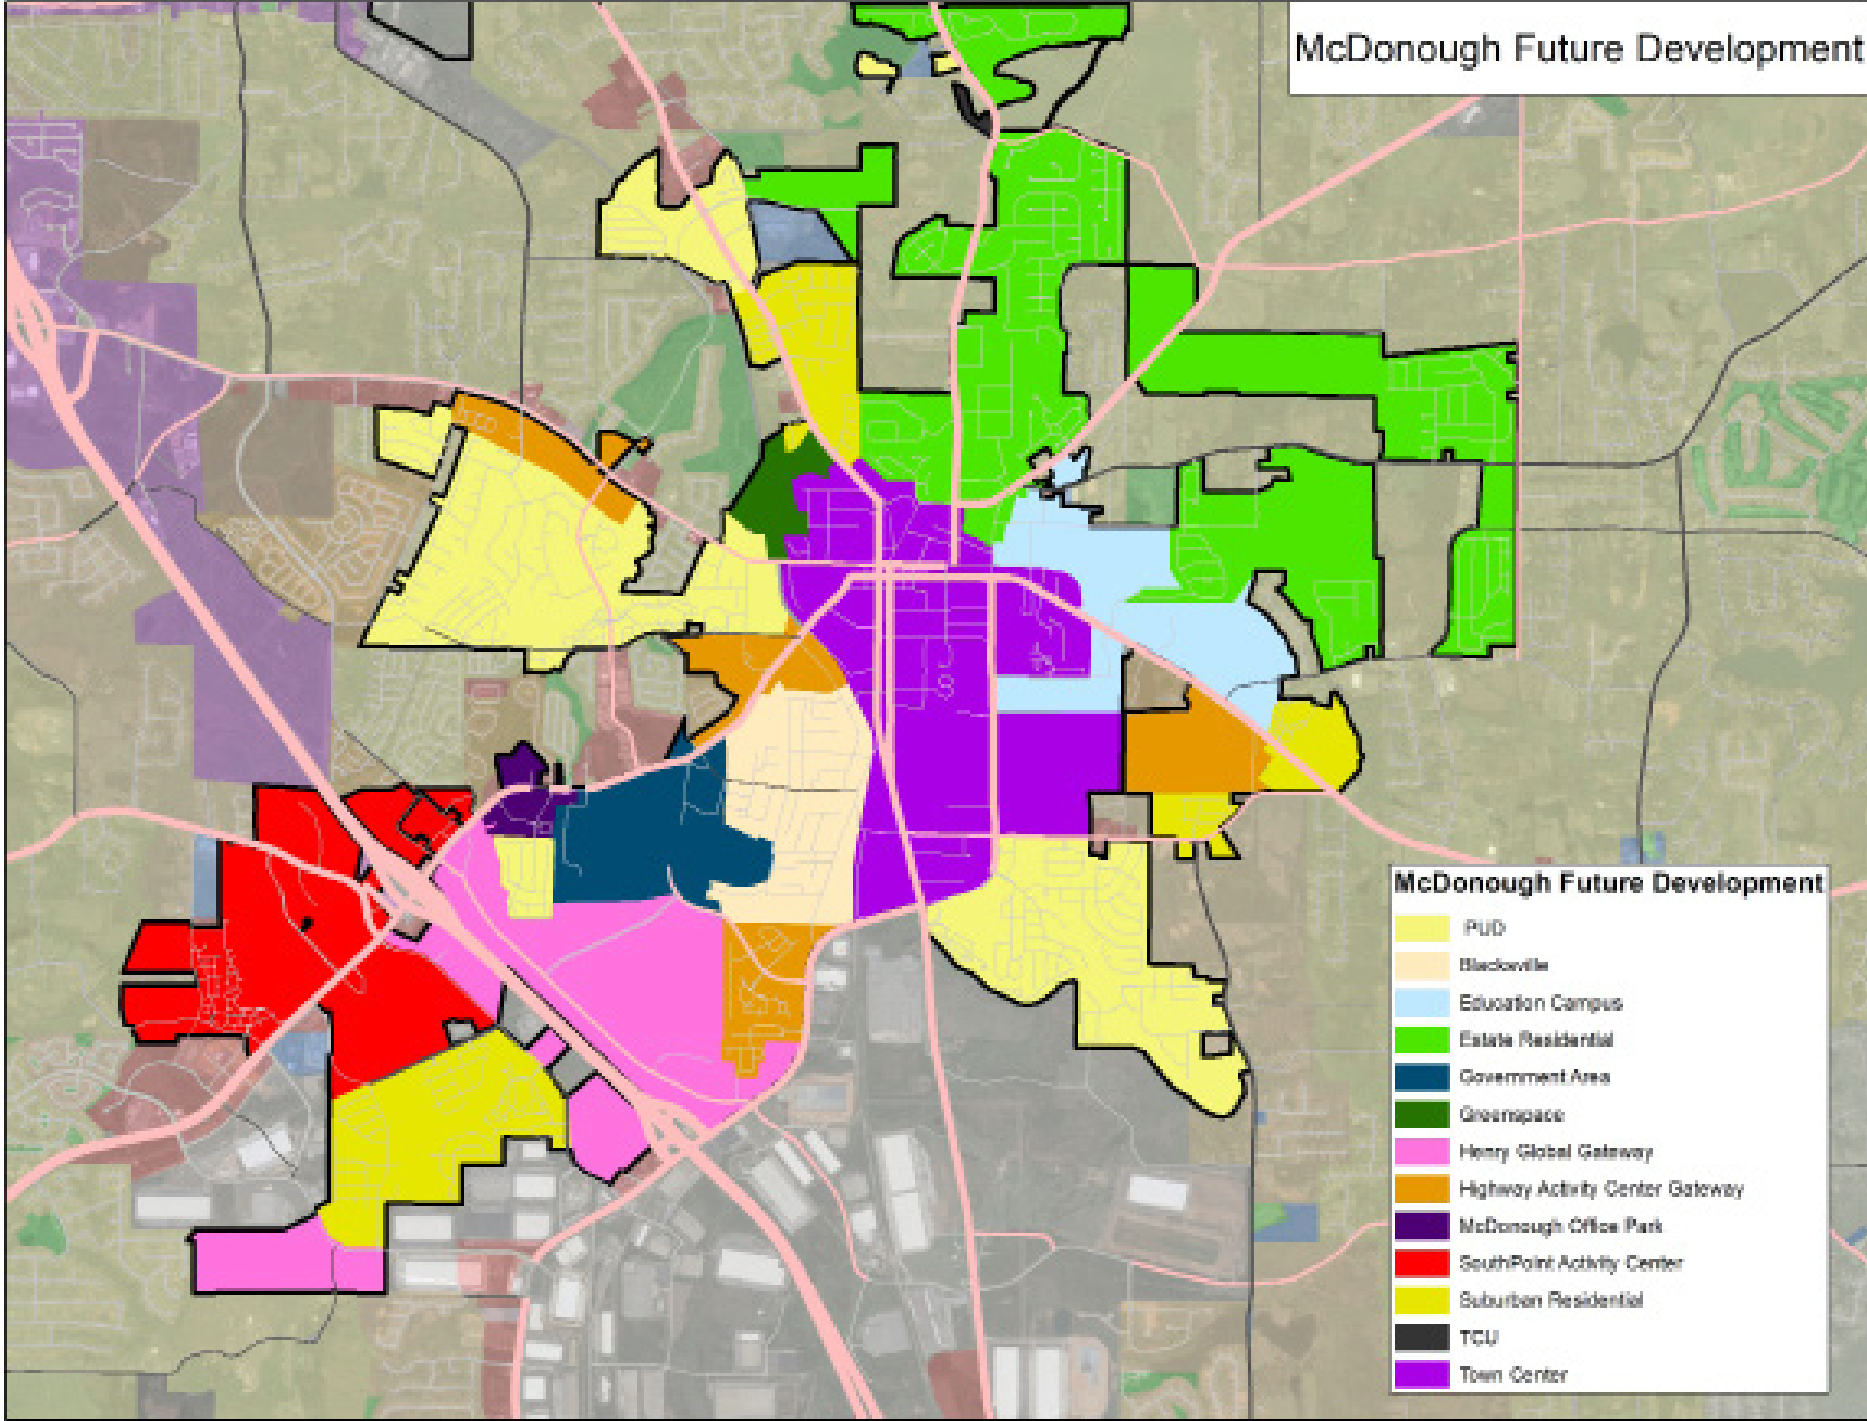 McDonough Future Development
McDonough Future Development
PUD
Blacksville
Education Campus
Estate Residential
Government Area
Greenspace
Henry Global Gateway
Highway Activity Center Gateway
McDonough Office Park
SouthPoint Activity Center
Suburban Residential
TCU
Town Center